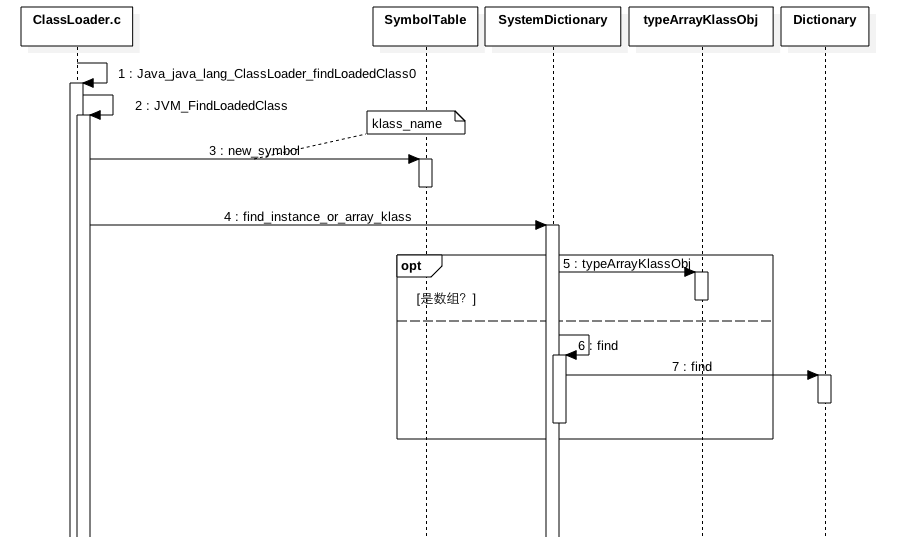 ClassLoader.c
SymbolTable
SystemDictionary
typeArrayKlassObj
Dictionary
1 : Java_java_lang_ClassLoader_findLoadedClass0
2 : JVM_FindLoadedClass
klass_name
3 : new_symbol
4 : find_instance_or_array_klass
opt
5 : typeArrayKlassObj
[是数组？]
6 : find
7 : find